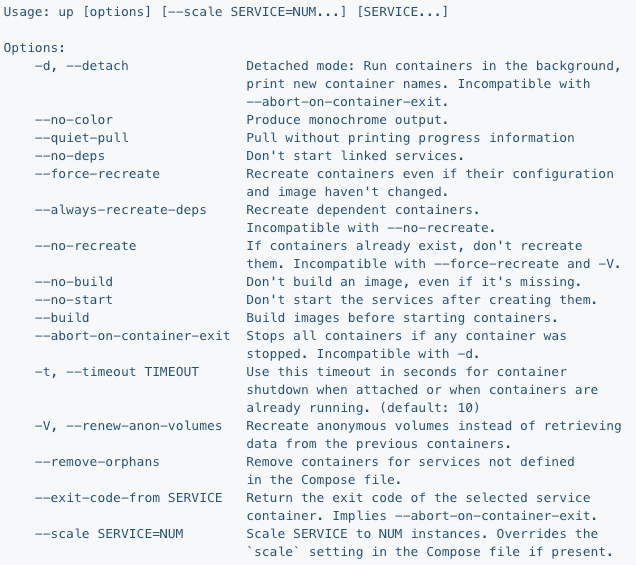 Usage: up [options] [--scale SERVICE=NUM...] [SERVICE...]

Options:
    -d, --detach               Detached mode: Run containers in the background,
                               print new container names. Incompatible with
                               --abort-on-container-exit.
    --no-color                 Produce monochrome output.
    --quiet-pull               Pull without printing progress information
    --no-deps                  Don't start linked services.
    --force-recreate           Recreate containers even if their configuration
                               and image haven't changed.
    --always-recreate-deps     Recreate dependent containers.
                               Incompatible with --no-recreate.
    --no-recreate              If containers already exist, don't recreate
                               them. Incompatible with --force-recreate and -V.
    --no-build                 Don't build an image, even if it's missing.
    --no-start                 Don't start the services after creating them.
    --build                    Build images before starting containers.
    --abort-on-container-exit  Stops all containers if any container was
                               stopped. Incompatible with -d.
    -t, --timeout TIMEOUT      Use this timeout in seconds for container
                               shutdown when attached or when containers are
                               already running. (default: 10)
    -V, --renew-anon-volumes   Recreate anonymous volumes instead of retrieving
                               data from the previous containers.
    --remove-orphans           Remove containers for services not defined
                               in the Compose file.
    --exit-code-from SERVICE   Return the exit code of the selected service
                               container. Implies --abort-on-container-exit.
    --scale SERVICE=NUM        Scale SERVICE to NUM instances. Overrides the
                               `scale` setting in the Compose file if present.